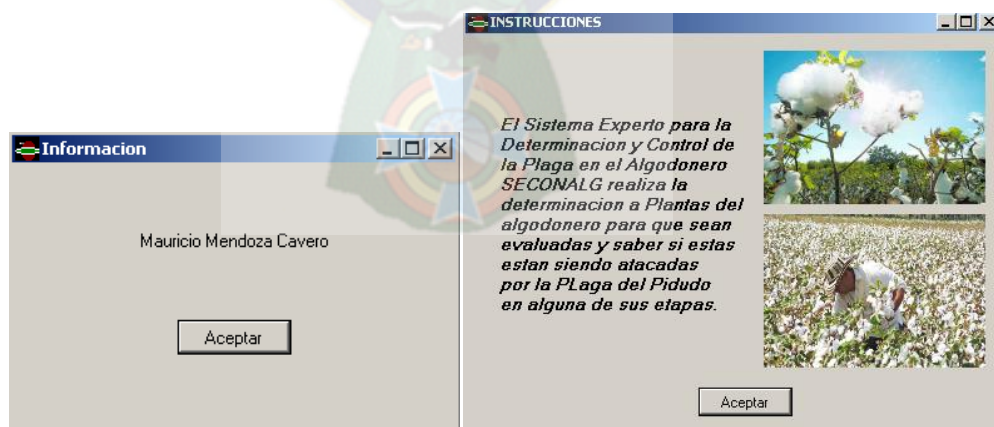 Informacion
Mauricio Mendoza Cavero
Aceptar
INSTRUCCIONES
El Sistema Experto para la
Determinacion y Control de
la Plaga en el Algodonero
SECONALG realiza la
determinacion a Plantas del
algodonero para que sean
evaluadas y saber si estas
estan siendo atacadas
por la PLaga del Pidudo
en alguna de sus etapas.
Aceptar